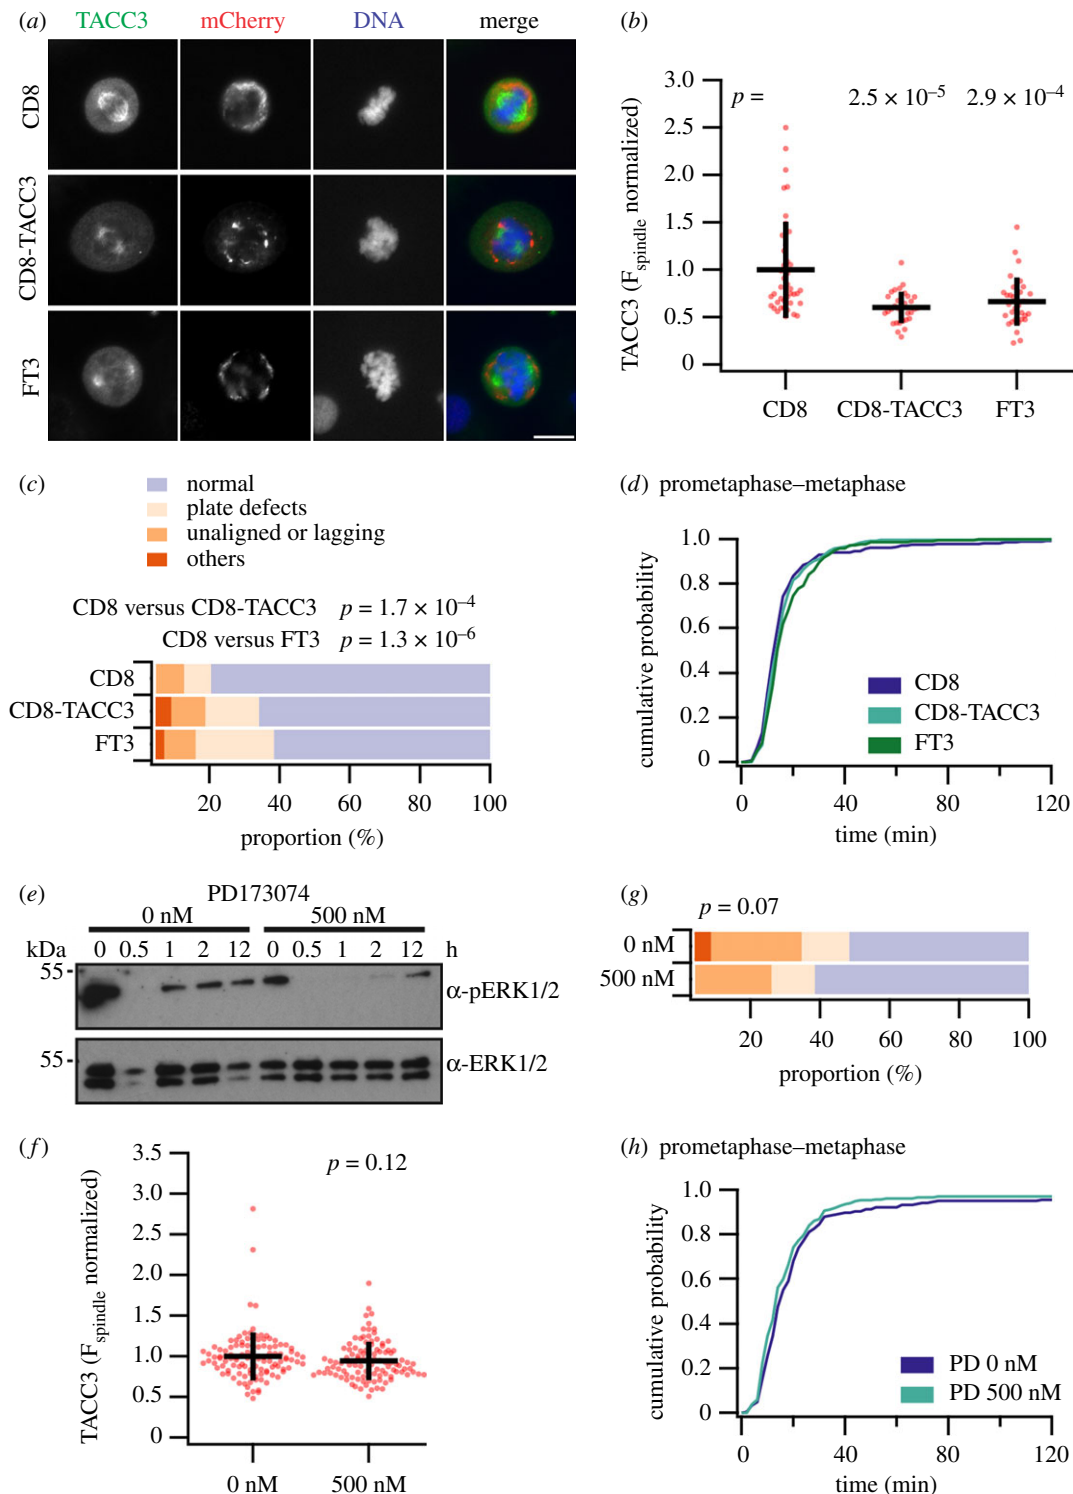 (a) TACC3 mCherry DNA merge
CD8
CD8-TACC3
FT3
(b)
p = 2.5 × 10⁻⁵ 2.9 × 10⁻⁴
TACC3 (Fspindle normalized)
3.0
2.5
2.0
1.5
1.0
0.5
0
CD8 CD8-TACC3 FT3
(c)
normal
plate defects
unaligned or lagging
others
CD8 versus CD8-TACC3 p = 1.7 × 10⁻⁴
CD8 versus FT3 p = 1.3 × 10⁻⁶
CD8
CD8-TACC3
FT3
20 40 60 80 100
proportion (%)
(d) prometaphase–metaphase
cumulative probability
1.0
0.8
0.6
0.4
0.2
0
CD8
CD8-TACC3
FT3
0 40 80 120
time (min)
(e) PD173074
0 nM 500 nM
kDa 0 0.5 1 2 12 0 0.5 1 2 12 h
55
α-pERK1/2
55
α-ERK1/2
(f)
p = 0.12
TACC3 (Fspindle normalized)
3.5
3.0
2.5
2.0
1.5
1.0
0.5
0
0 nM 500 nM
(g)
p = 0.07
0 nM
500 nM
20 40 60 80 100
proportion (%)
(h) prometaphase–metaphase
cumulative probability
1.0
0.8
0.6
0.4
0.2
0
PD 0 nM
PD 500 nM
0 40 80 120
time (min)